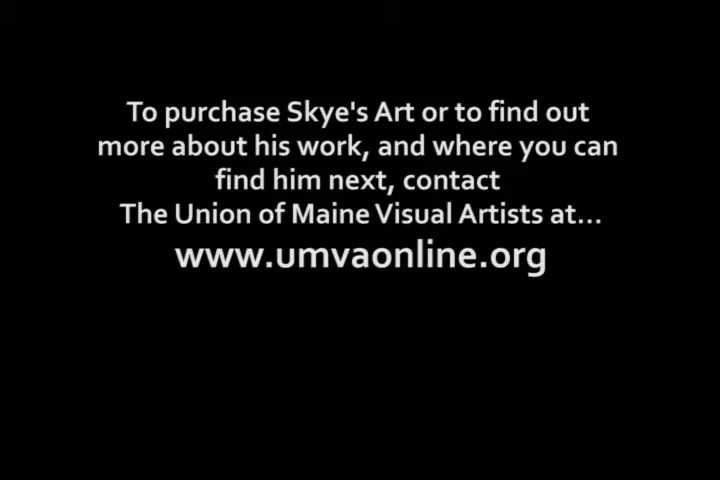 To purchase Skye's Art or to find out
more about his work, and where you can
find him next, contact
The Union of Maine Visual Artists at...
www.umvaonline.org